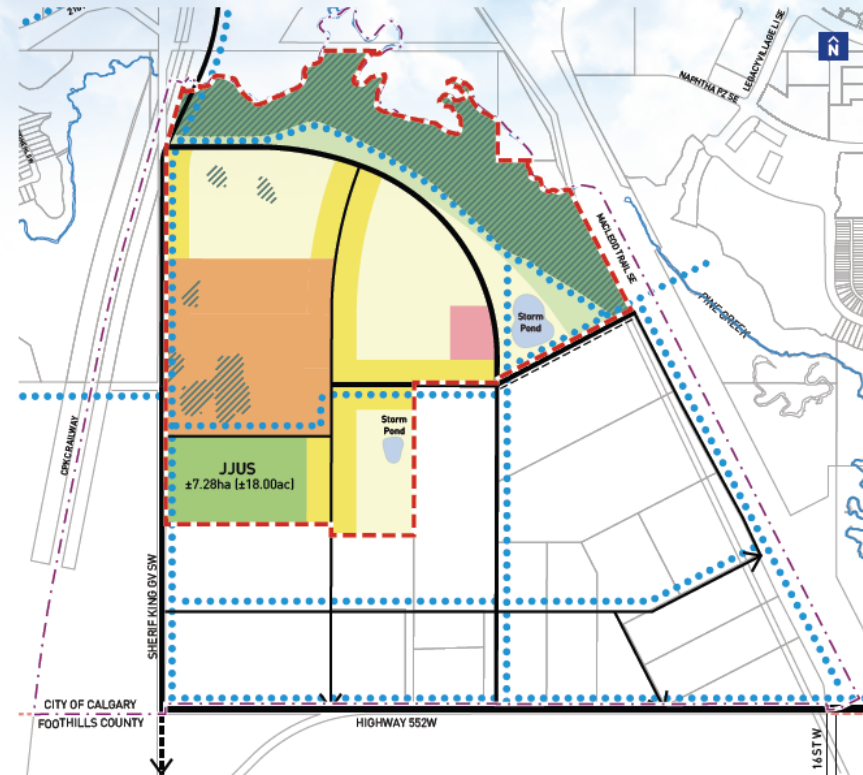 N
LEGACY VILLAGE LI SE
NAPHTHA PZ SE
MACLEOD TRAIL SE
PINE CREEK
Storm
Pond
Storm
Pond
CPKC RAILWAY
JJUS
±7.28ha (±18.00ac)
SHERIF KING GV SW
CITY OF CALGARY
FOOTHILLS COUNTY
HIGHWAY 552W
16 ST W